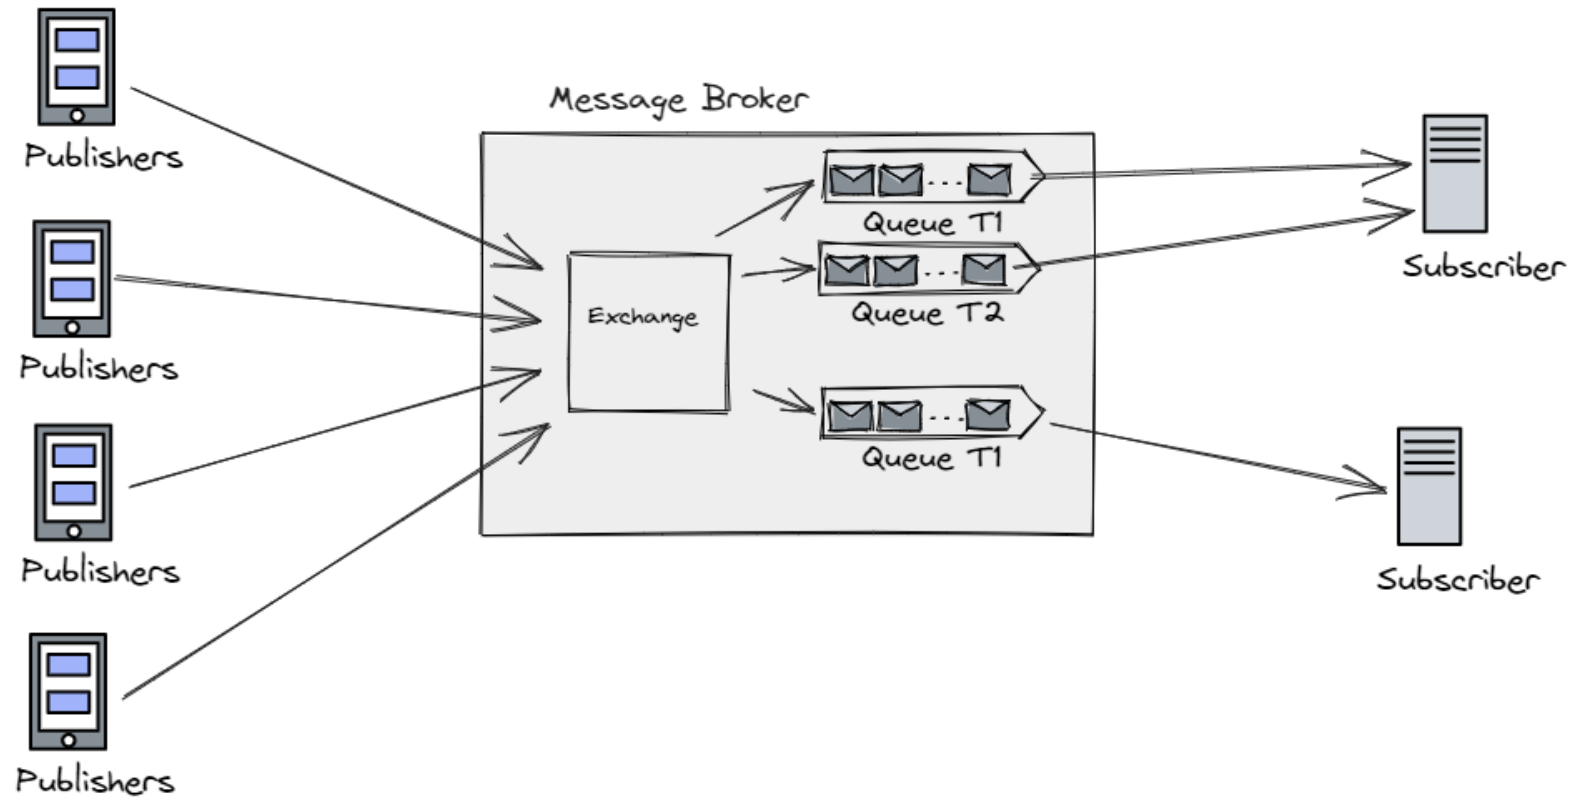 Message Broker
Publishers
Queue T1
Subscriber
Exchange
Queue T2
Publishers
Queue T1
Publishers
Subscriber
Publishers